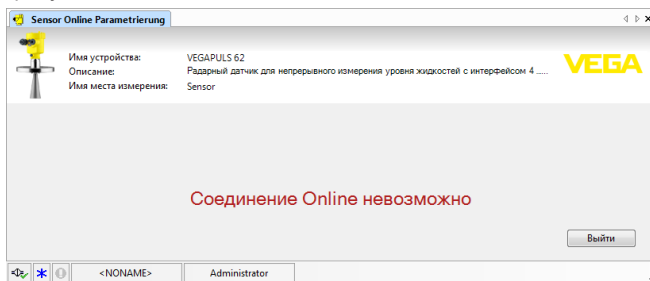 Sensor Online Parametrierung
Имя устройства: VEGAPULS 62
Описание: Радарный датчик для непрерывного измерения уровня жидкостей с интерфейсом 4 .....
Имя места измерения: Sensor
VEGA
Соединение Online невозможно
Выйти
<NONAME> Administrator